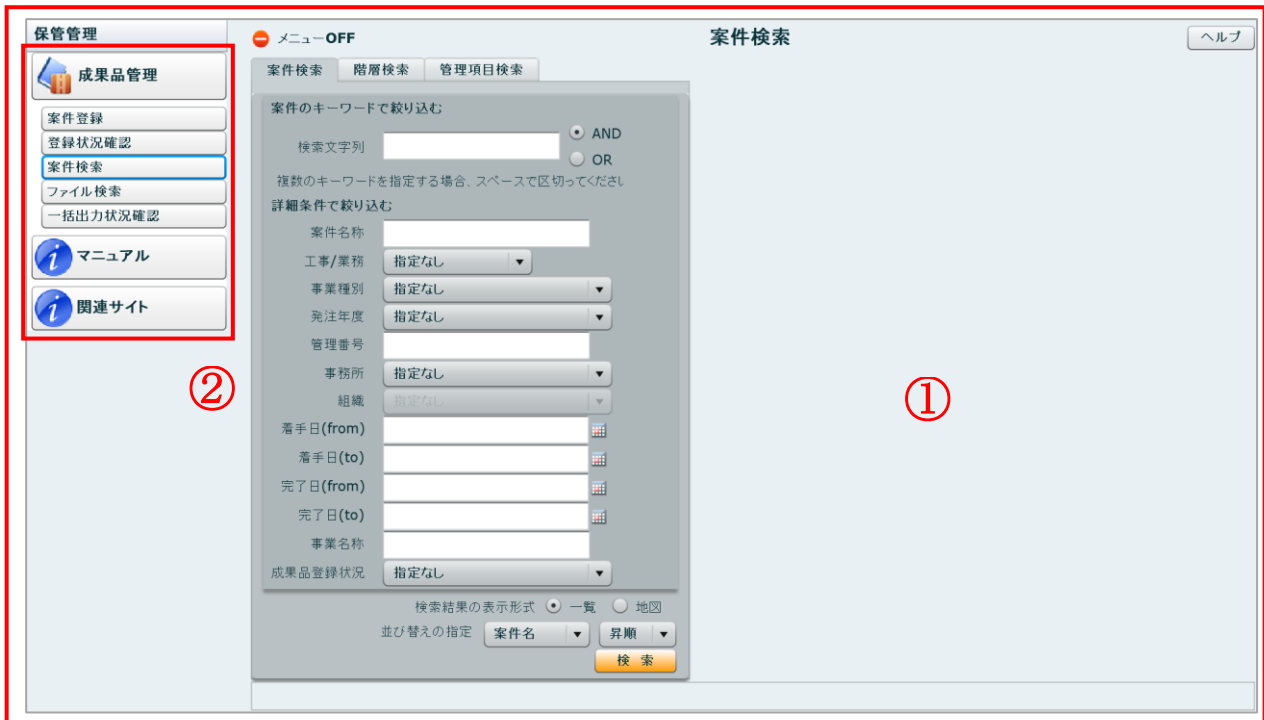 保管管理
成果品管理
案件登録
登録状況確認
案件検索
ファイル検索
一括出力状況確認
マニュアル
関連サイト
②
メニューOFF
案件検索
ヘルプ
案件検索 階層検索 管理項目検索
案件のキーワードで絞り込む
検索文字列
AND
OR
複数のキーワードを指定する場合、スペースで区切ってくださ
詳細条件で絞り込む
案件名称
工事/業務 指定なし
事業種別 指定なし
発注年度 指定なし
管理番号
事務所 指定なし
組織 指定なし
着手日(from)
着手日(to)
完了日(from)
完了日(to)
事業名称
成果品登録状況 指定なし
検索結果の表示形式 一覧 地図
並び替えの指定 案件名 昇順
検 索
①